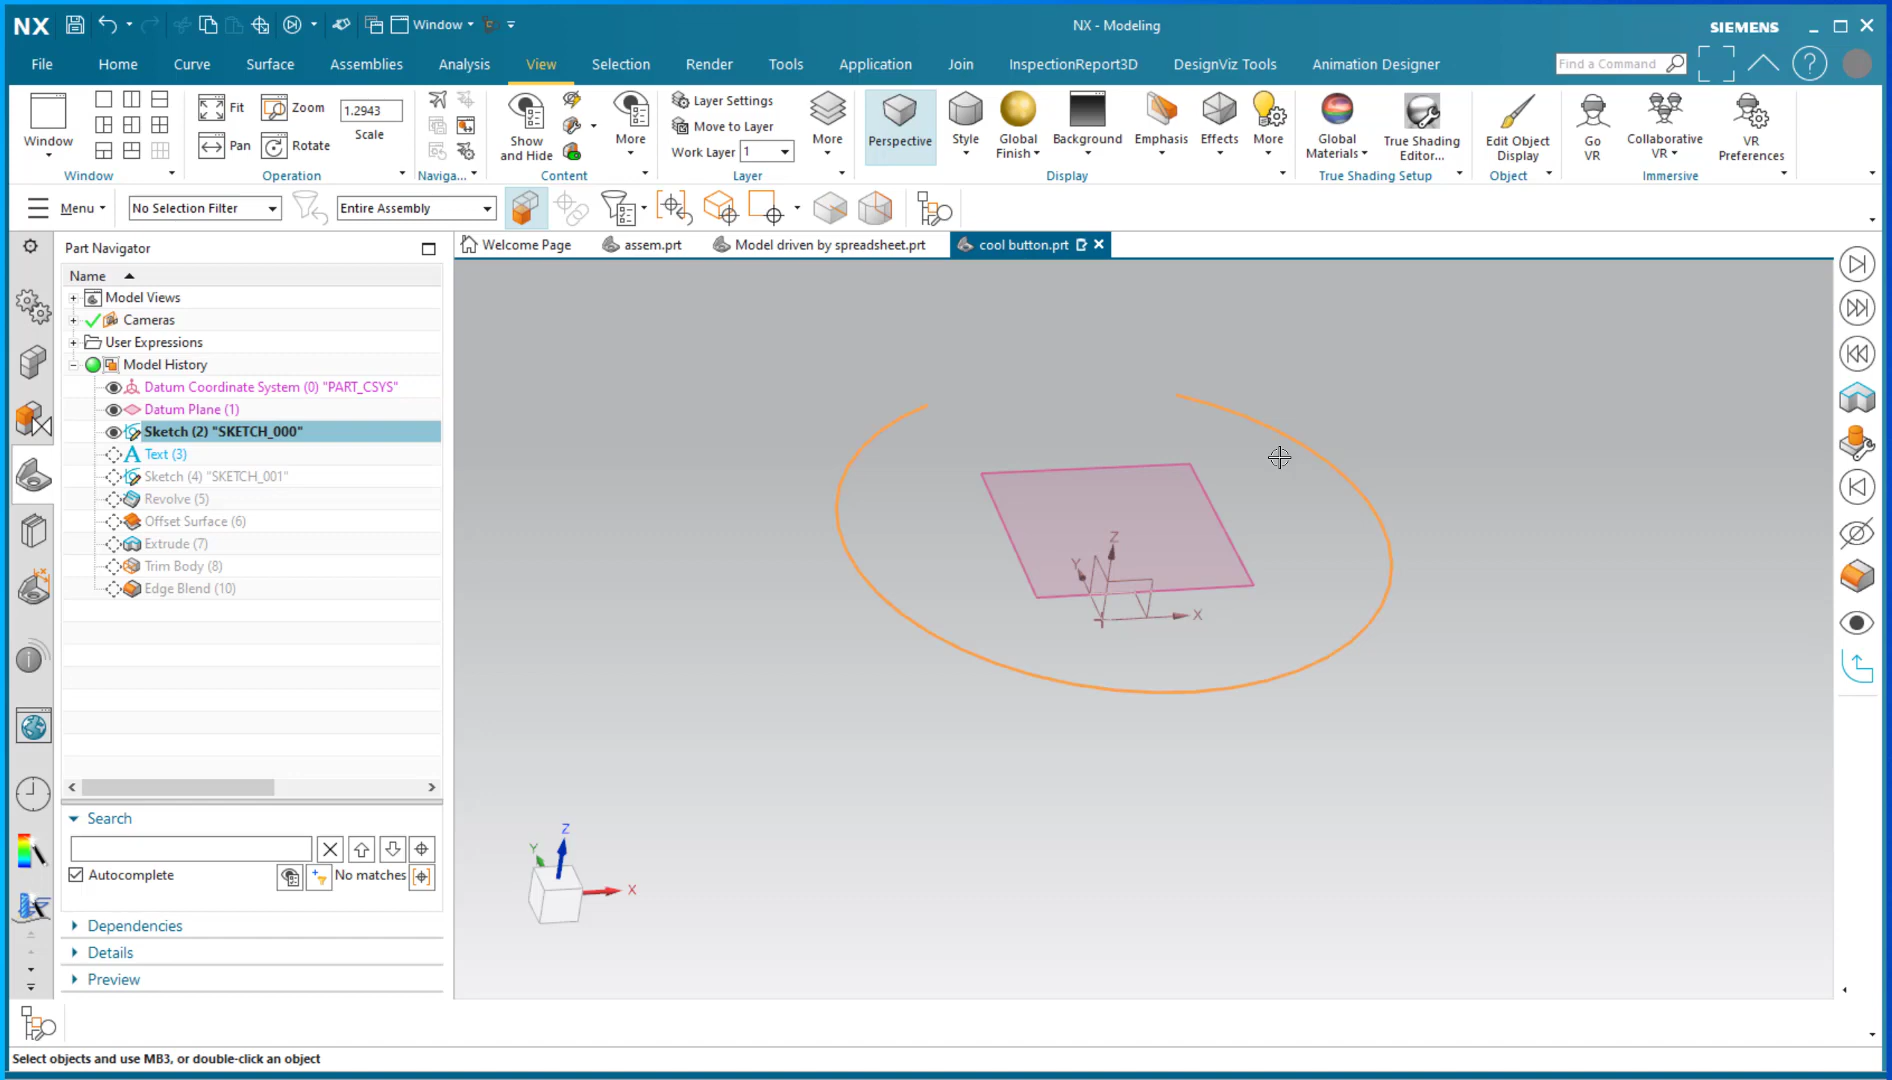 NX
Window
NX - Modeling
SIEMENS
File
Home
Curve
Surface
Assemblies
Analysis
View
Selection
Render
Tools
Application
Join
InspectionReport3D
DesignViz Tools
Animation Designer
Find a Command
Window
Fit
Zoom
1.2943
Scale
Pan
Rotate
Show
and Hide
More
Layer Settings
Move to Layer
Work Layer 1
More
Perspective
Style
Global
Finish
Background
Emphasis
Effects
More
Global
Materials
True Shading
Editor...
Edit Object
Display
Go
VR
Collaborative
VR
VR
Preferences
Window
Operation
Naviga...
Content
Layer
Display
True Shading Setup
Object
Immersive
Menu
No Selection Filter
Entire Assembly
Part Navigator
Welcome Page
assem.prt
Model driven by spreadsheet.prt
cool button.prt
Name
Model Views
Cameras
User Expressions
Model History
Datum Coordinate System (0) "PART_CSYS"
Datum Plane (1)
Sketch (2) "SKETCH_000"
Text (3)
Sketch (4) "SKETCH_001"
Revolve (5)
Offset Surface (6)
Extrude (7)
Trim Body (8)
Edge Blend (10)
Z
Y
X
Search
Autocomplete
No matches
Z
Y
X
Dependencies
Details
Preview
Select objects and use MB3, or double-click an object